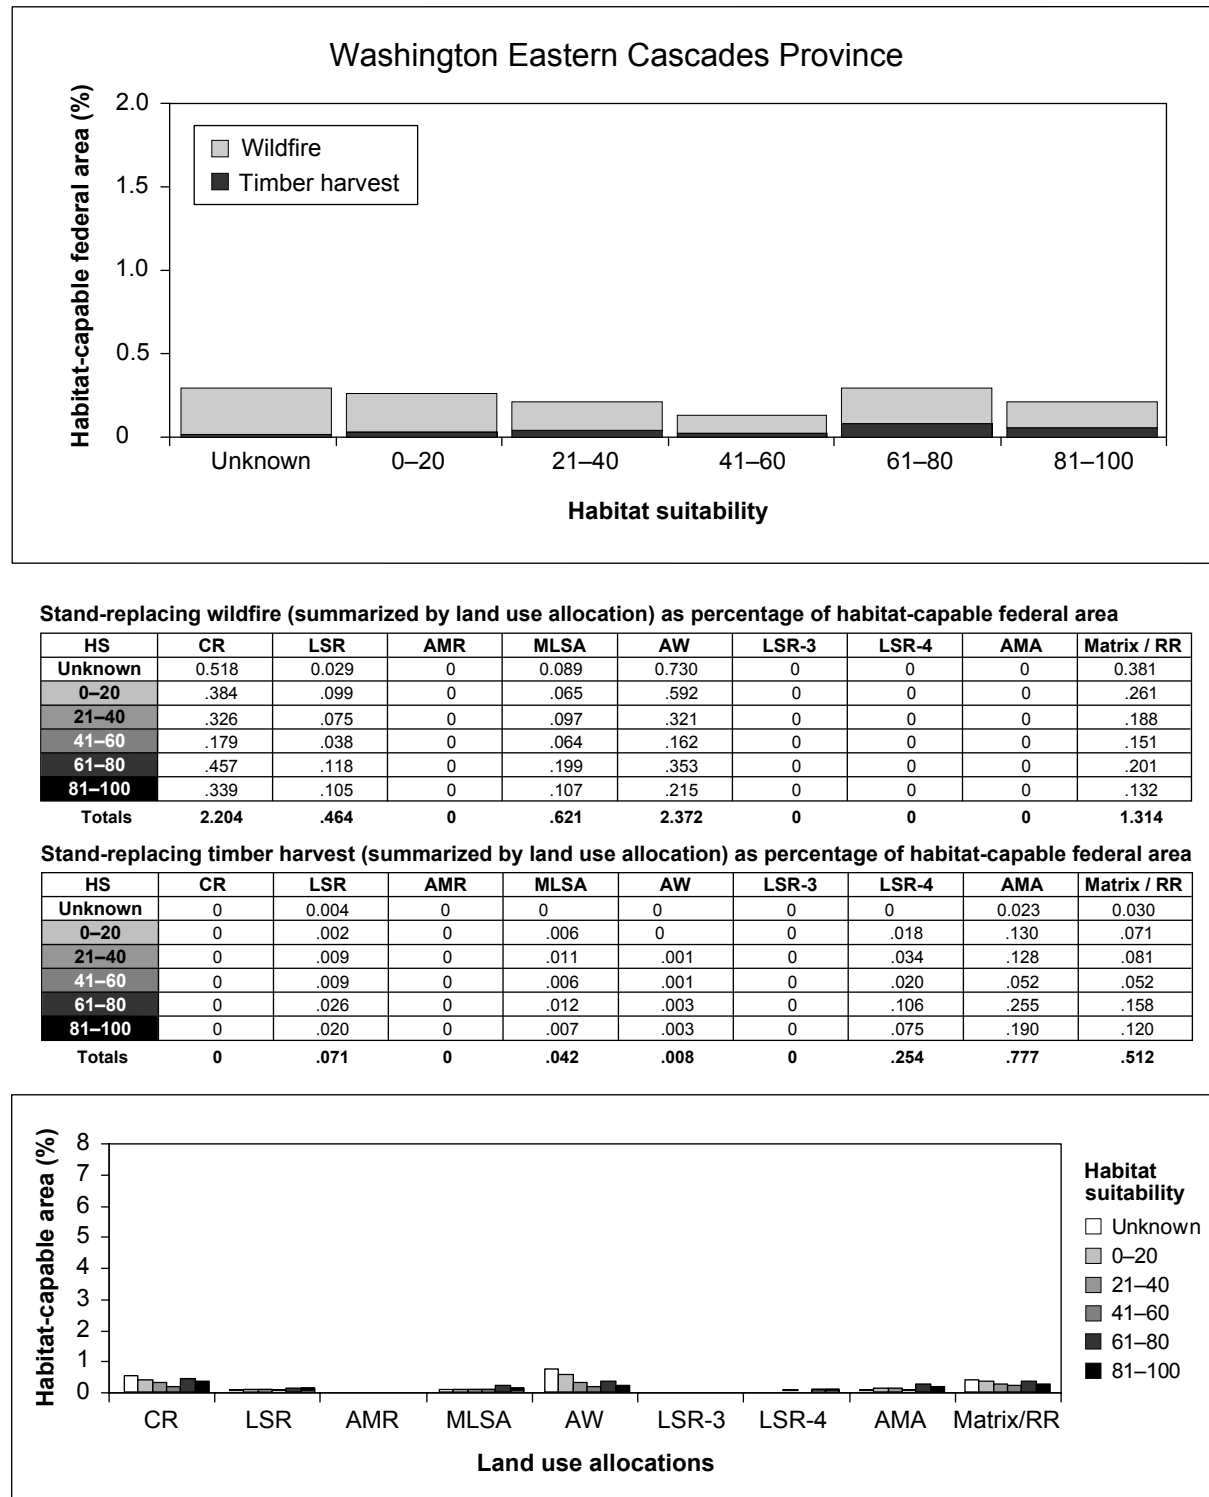 Washington Eastern Cascades Province
Habitat-capable federal area (%)
2.0
1.5
1.0
0.5
0
Wildfire
Timber harvest
Unknown 0–20 21–40 41–60 61–80 81–100
Habitat suitability
Stand-replacing wildfire (summarized by land use allocation) as percentage of habitat-capable federal area
HS CR LSR AMR MLSA AW LSR-3 LSR-4 AMA Matrix / RR
Unknown 0.518 0.029 0 0.089 0.730 0 0 0 0.381
0–20 .384 .099 0 .065 .592 0 0 0 .261
21–40 .326 .075 0 .097 .321 0 0 0 .188
41–60 .179 .038 0 .064 .162 0 0 0 .151
61–80 .457 .118 0 .199 .353 0 0 0 .201
81–100 .339 .105 0 .107 .215 0 0 0 .132
Totals 2.204 .464 0 .621 2.372 0 0 0 1.314
Stand-replacing timber harvest (summarized by land use allocation) as percentage of habitat-capable federal area
HS CR LSR AMR MLSA AW LSR-3 LSR-4 AMA Matrix / RR
Unknown 0 0.004 0 0 0 0 0 0.023 0.030
0–20 0 .002 0 .006 0 0 .018 .130 .071
21–40 0 .009 0 .011 .001 0 .034 .128 .081
41–60 0 .009 0 .006 .001 0 .020 .052 .052
61–80 0 .026 0 .012 .003 0 .106 .255 .158
81–100 0 .020 0 .007 .003 0 .075 .190 .120
Totals 0 .071 0 .042 .008 0 .254 .777 .512
Habitat-capable area (%)
8
7
6
5
4
3
2
1
0
CR LSR AMR MLSA AW LSR-3 LSR-4 AMA Matrix/RR
Land use allocations
Habitat
suitability
Unknown
0–20
21–40
41–60
61–80
81–100